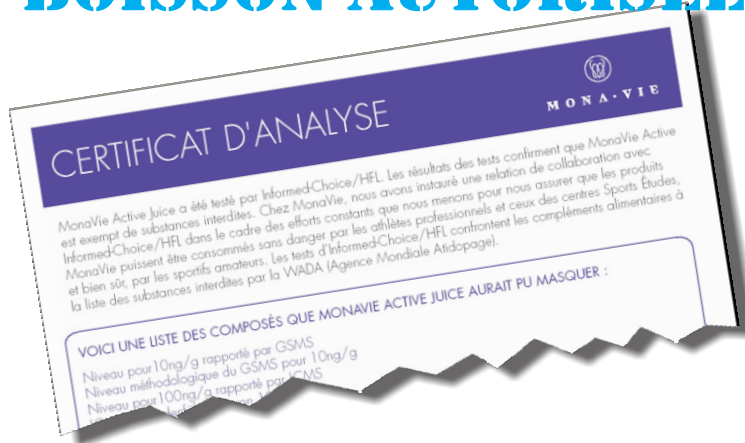 BOISSON AUTORISÉE
MONA·VIE
CERTIFICAT D'ANALYSE
MonaVie Active Juice a été testé par Informed-Choice/HFL. Les résultats des tests confirment que MonaVie Active
est exempt de substances interdites. Chez MonaVie, nous avons instauré une relation de collaboration avec
Informed-Choice/HFL dans le cadre des efforts constants que nous menons pour nous assurer que les produits
MonaVie puissent être consommés sans danger par les athlètes professionnels et ceux des centres Sports Études,
et bien sûr, par les sportifs amateurs. Les tests d'Informed-Choice/HFL confrontent les compléments alimentaires à
la liste des substances interdites par la WADA (Agence Mondiale Atidopage).
VOICI UNE LISTE DES COMPOSÉS QUE MONAVIE ACTIVE JUICE AURAIT PU MASQUER :
Niveau pour10ng/g rapporté par GSMS
Niveau méthodologique du GSMS pour 10ng/g
Niveau pour100ng/g rapporté par